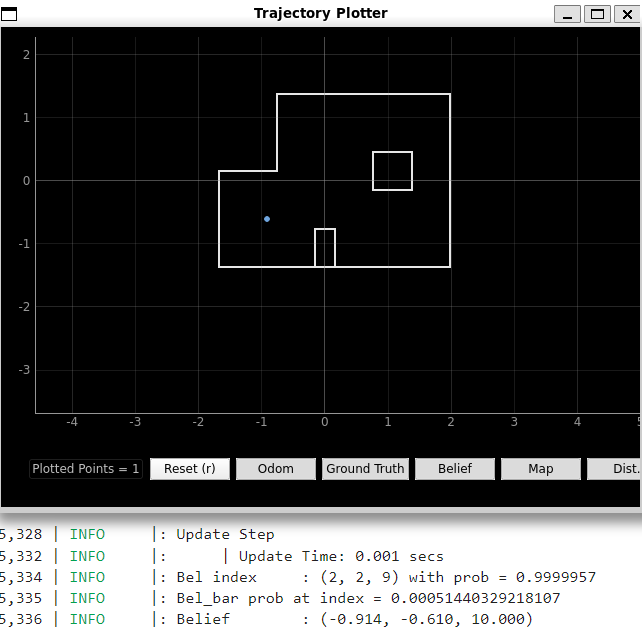 Trajectory Plotter
2
1
0
-1
-2
-3
-4 -3 -2 -1 0 1 2 3 4
Plotted Points = 1 Reset (r) Odom Ground Truth Belief Map Dist.
5,328 | INFO |: Update Step
5,332 | INFO |: | Update Time: 0.001 secs
5,334 | INFO |: Bel index : (2, 2, 9) with prob = 0.9999957
5,335 | INFO |: Bel_bar prob at index = 0.00051440329218107
5,336 | INFO |: Belief : (-0.914, -0.610, 10.000)